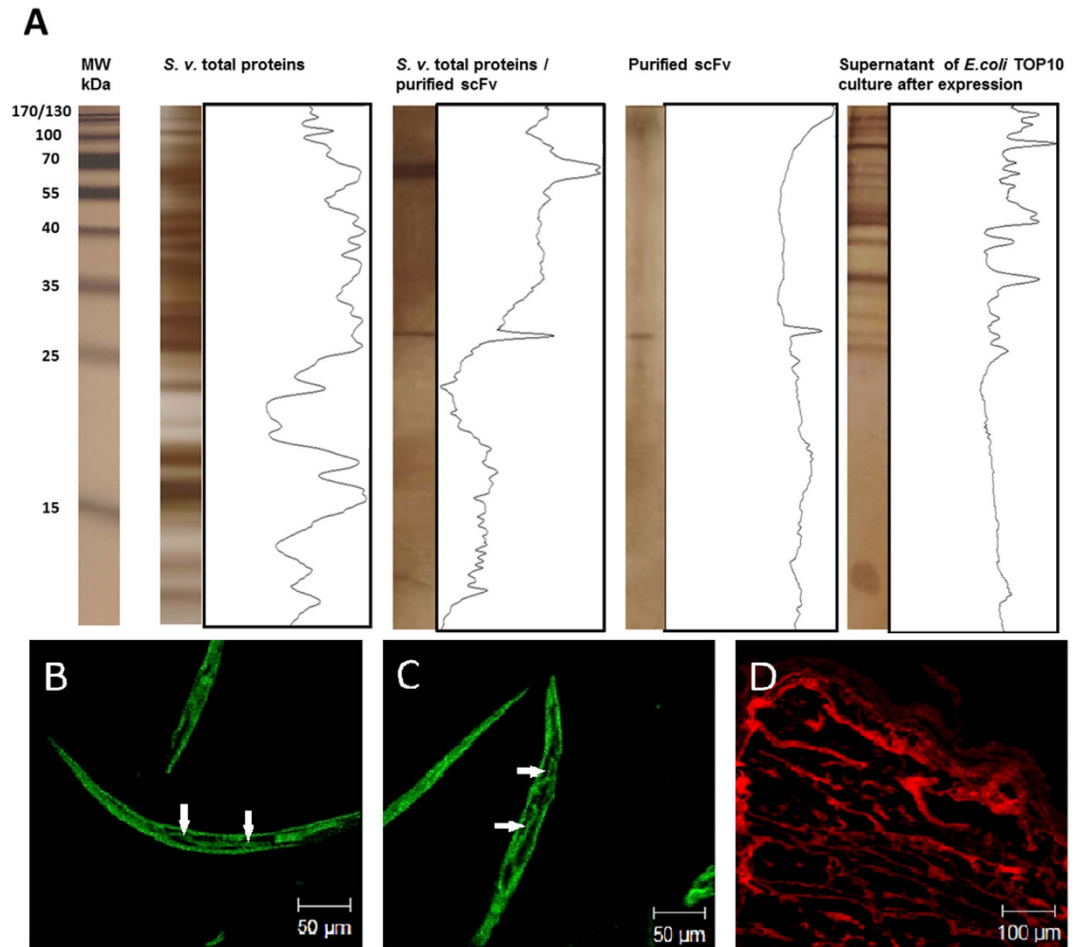 A
MW
kDa
S. v. total proteins
S. v. total proteins /
purified scFv
Purified scFv
Supernatant of E.coli TOP10
culture after expression
170/130
100
70
55
40
35
25
15
B
50 µm
C
50 µm
D
100 µm